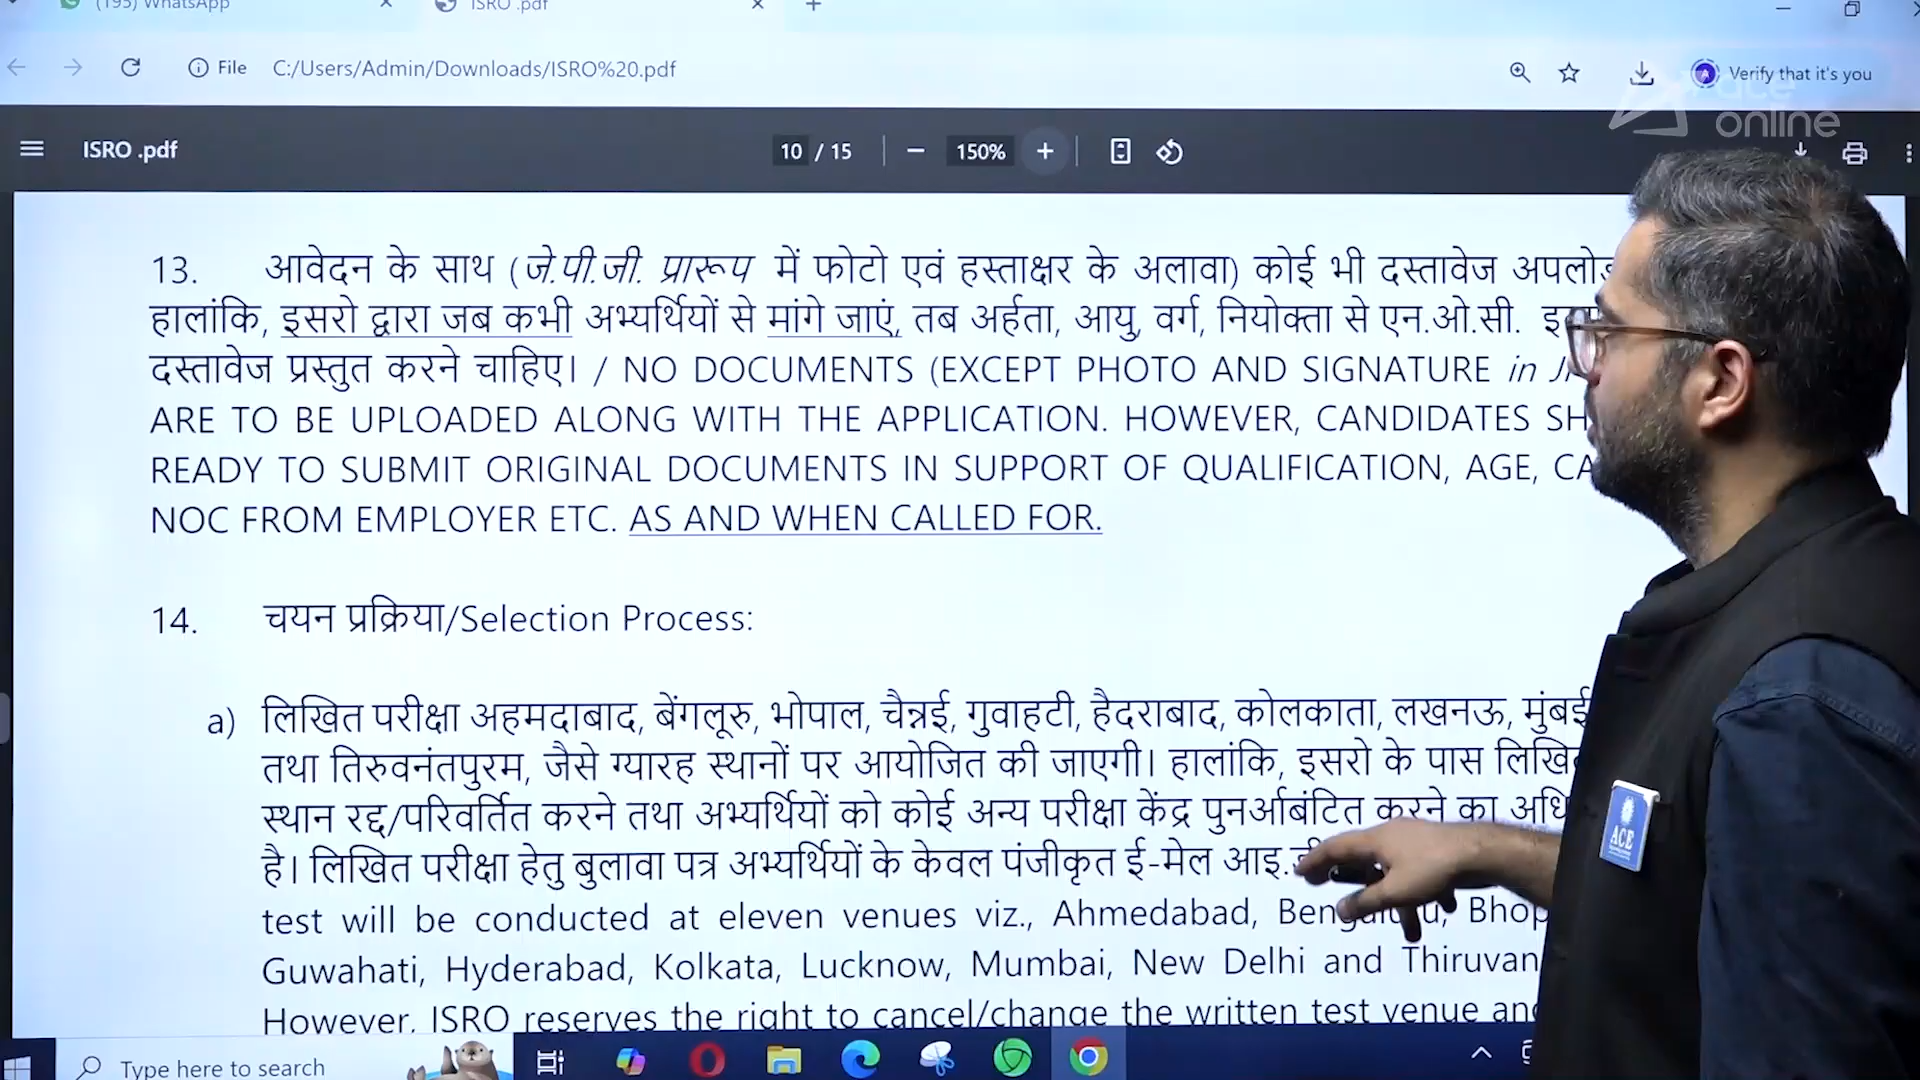 (195) WhatsApp
ISRO .pdf
File C:/Users/Admin/Downloads/ISRO%20.pdf
Verify that it's you
ace
online
ISRO .pdf
10 / 15
150%
13. आवेदन के साथ (जे.पी.जी. प्रारूप में फोटो एवं हस्ताक्षर के अलावा) कोई भी दस्तावेज
हालांकि, इसरो द्वारा जब कभी अभ्यर्थियों से मांगे जाएं, तब अर्हता, आयु, वर्ग, नियोक्ता से एन.ओ.सी.
दस्तावेज प्रस्तुत करने चाहिए। / NO DOCUMENTS (EXCEPT PHOTO AND SIGNATURE in
ARE TO BE UPLOADED ALONG WITH THE APPLICATION. HOWEVER, CANDIDATES
READY TO SUBMIT ORIGINAL DOCUMENTS IN SUPPORT OF QUALIFICATION, AGE,
NOC FROM EMPLOYER ETC. AS AND WHEN CALLED FOR.
14. चयन प्रक्रिया/Selection Process:
a) लिखित परीक्षा अहमदाबाद, बेंगलूरु, भोपाल, चैन्नई, गुवाहटी, हैदराबाद, कोलकाता, लखनऊ, मुंबई
तथा तिरुवनंतपुरम, जैसे ग्यारह स्थानों पर आयोजित की जाएगी। हालांकि, इसरो के पास
स्थान रद्द/परिवर्तित करने तथा अभ्यर्थियों को कोई अन्य परीक्षा केंद्र पुनर्आबंटित करने का
है। लिखित परीक्षा हेतु बुलावा पत्र अभ्यर्थियों के केवल पंजीकृत ई-मेल
test will be conducted at eleven venues viz., Ahmedabad, Bengaluru,
Guwahati, Hyderabad, Kolkata, Lucknow, Mumbai, New Delhi and
However, ISRO reserves the right to cancel/change the written test venue
ACE
Type here to search